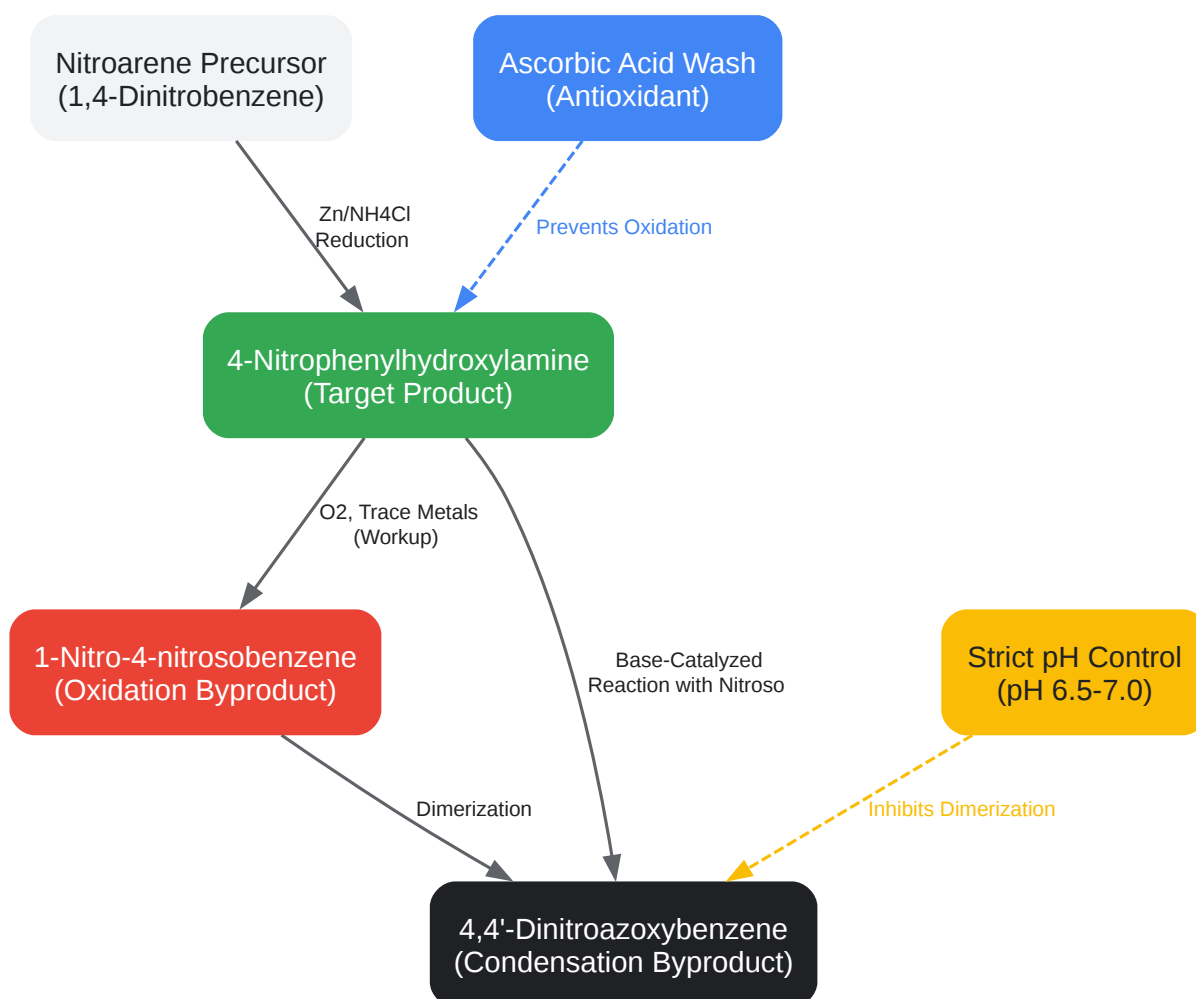 Nitroarene Precursor
(1,4-Dinitrobenzene)
Ascorbic Acid Wash
(Antioxidant)
Zn/NH4Cl
Reduction
Prevents Oxidation
4-Nitrophenylhydroxylamine
(Target Product)
O2, Trace Metals
(Workup)
1-Nitro-4-nitrosobenzene
(Oxidation Byproduct)
Base-Catalyzed
Reaction with Nitroso
Strict pH Control
(pH 6.5-7.0)
Dimerization
Inhibits Dimerization
4,4'-Dinitroazoxybenzene
(Condensation Byproduct)